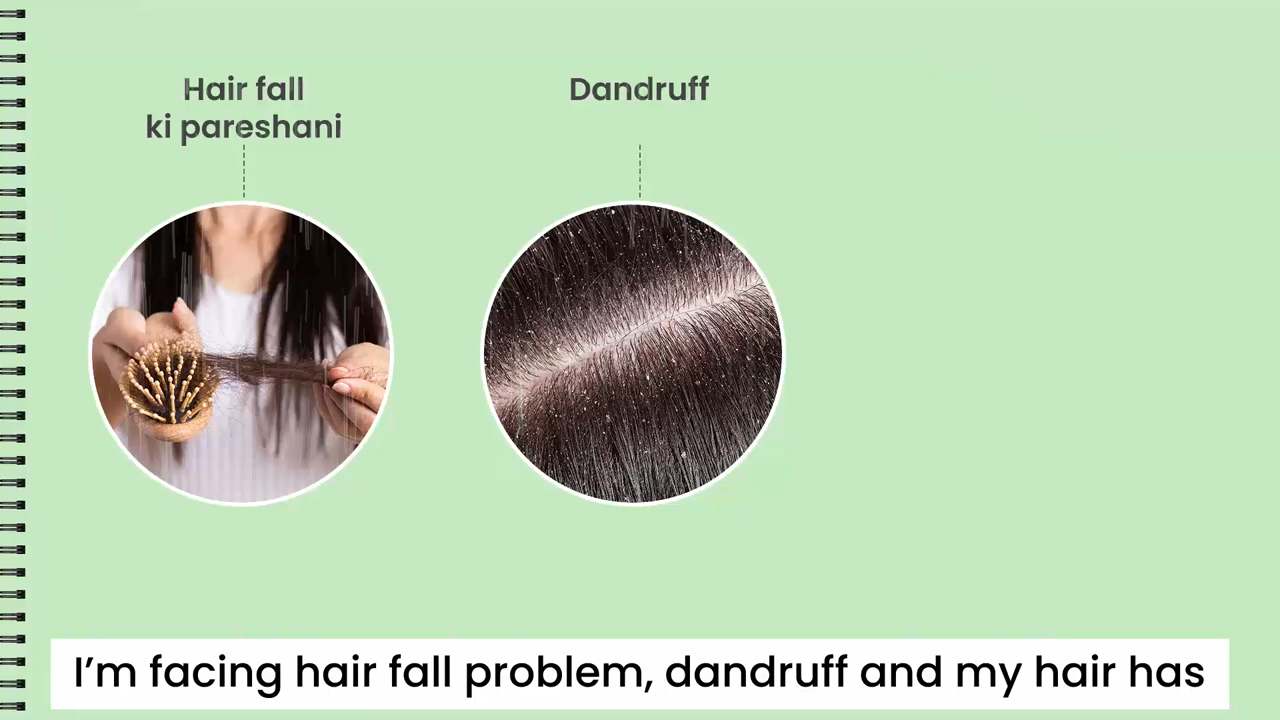 Hair fall
ki pareshani
Dandruff
I'm facing hair fall problem, dandruff and my hair has